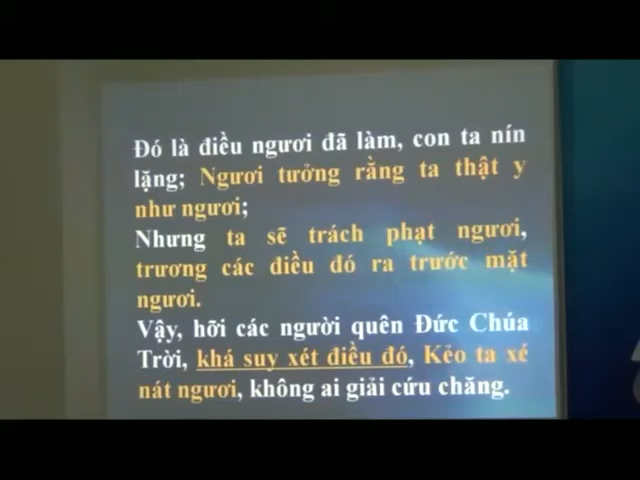 Đó là điều ngươi đã làm, con ta nín
lặng; Ngươi tưởng rằng ta thật y
như ngươi;
Nhưng ta sẽ trách phạt ngươi,
trương các điều đó ra trước mặt
ngươi.
Vậy, hỡi các người quên Đức Chúa
Trời, khá suy xét điều đó, Kẻo ta xé
nát ngươi, không ai giải cứu chăng.